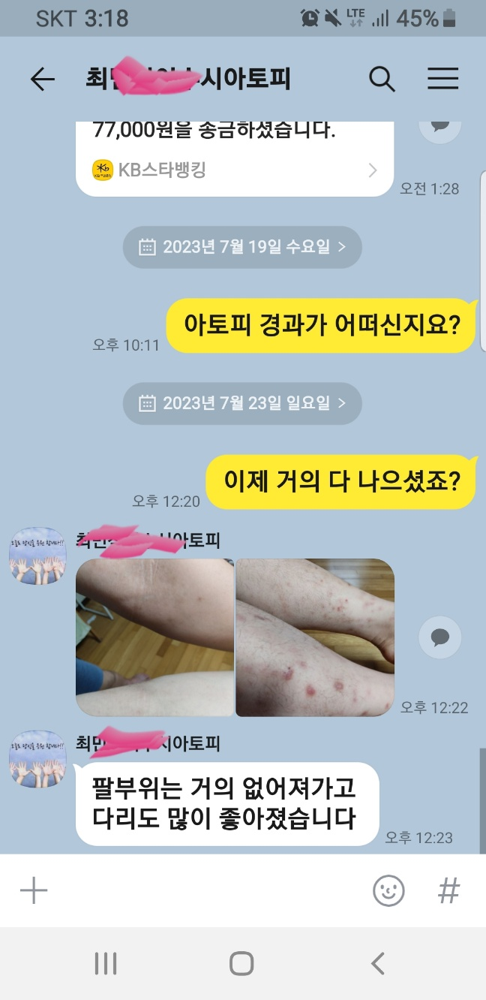 SKT 3:18
LTE
45%
최민 시아토피
77,000원을 송금하셨습니다.
KB스타뱅킹
오전 1:28
2023년 7월 19일 수요일
아토피 경과가 어떠신지요?
오후 10:11
2023년 7월 23일 일요일
이제 거의 다 나으셨죠?
오후 12:20
최민 시아토피
오후 12:22
최민 시아토피
팔부위는 거의 없어져가고
다리도 많이 좋아졌습니다
오후 12:23
#